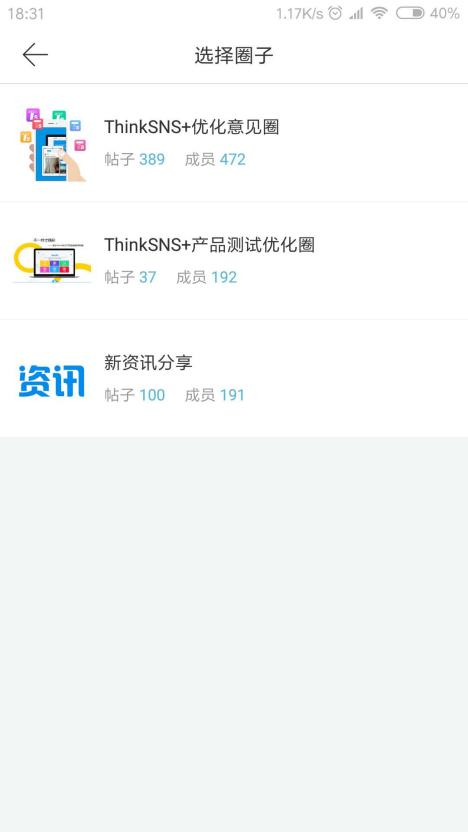 18:31 1.17K/s 40%
选择圈子
ThinkSNS+优化意见圈
帖子 389 成员 472
ThinkSNS+产品测试优化圈
帖子 37 成员 192
资讯
新资讯分享
帖子 100 成员 191